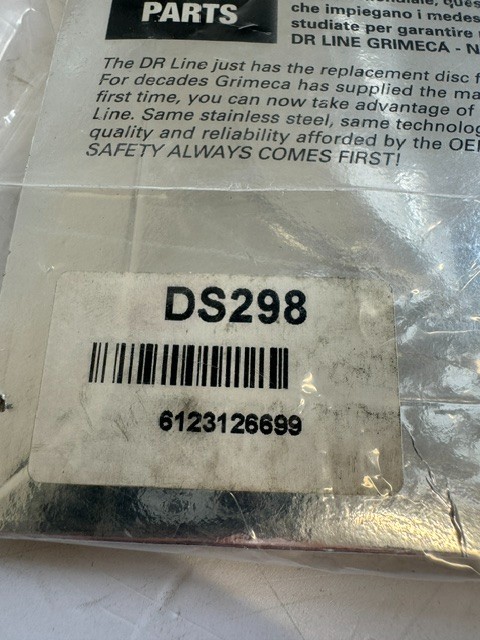 PARTS
che impiegano i medes
studiate per garantire
DR LINE GRIMECA - N
The DR Line just has the replacement disc f
For decades Grimeca has supplied the ma
first time, you can now take advantage of
Line. Same stainless steel, same technolog
quality and reliability afforded by the OEM
SAFETY ALWAYS COMES FIRST!
DS298
6123126699